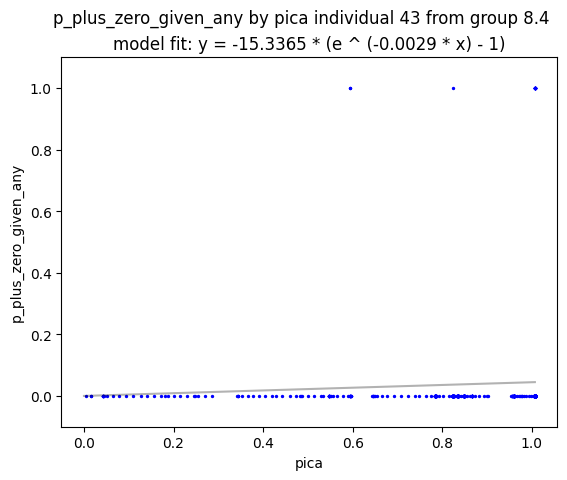 p_plus_zero_given_any by pica individual 43 from group 8.4
model fit: y = -15.3365 * (e ^ (-0.0029 * x) - 1)
1.0
0.8
0.6
0.4
0.2
0.0
p_plus_zero_given_any
0.0 0.2 0.4 0.6 0.8 1.0
pica